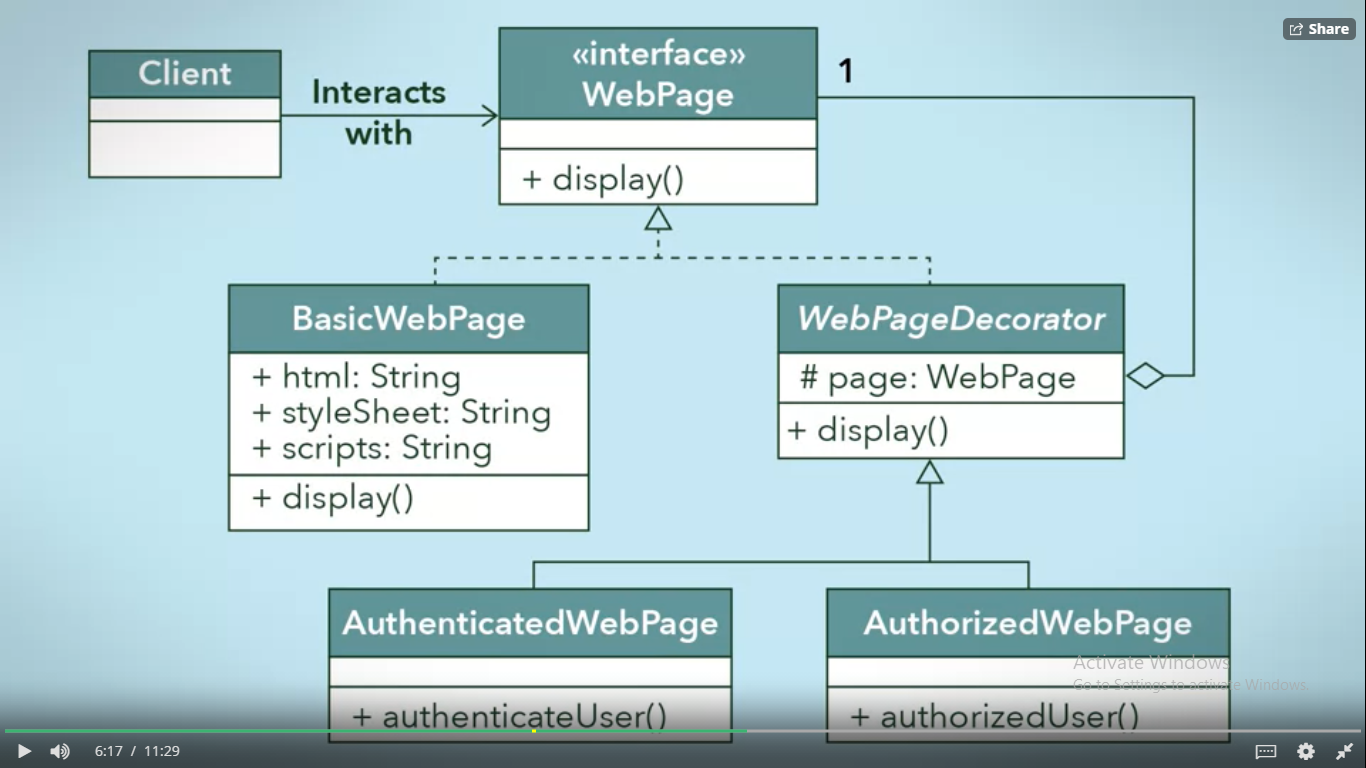 Share
Client
Interacts
with
«interface»
WebPage
1
+ display()
BasicWebPage
+ html: String
+ styleSheet: String
+ scripts: String
+ display()
WebPageDecorator
# page: WebPage
+ display()
AuthenticatedWebPage
+ authenticateUser()
AuthorizedWebPage
+ authorizedUser()
Activate Windows
Go to Settings to activate Windows.
6:17 / 11:29